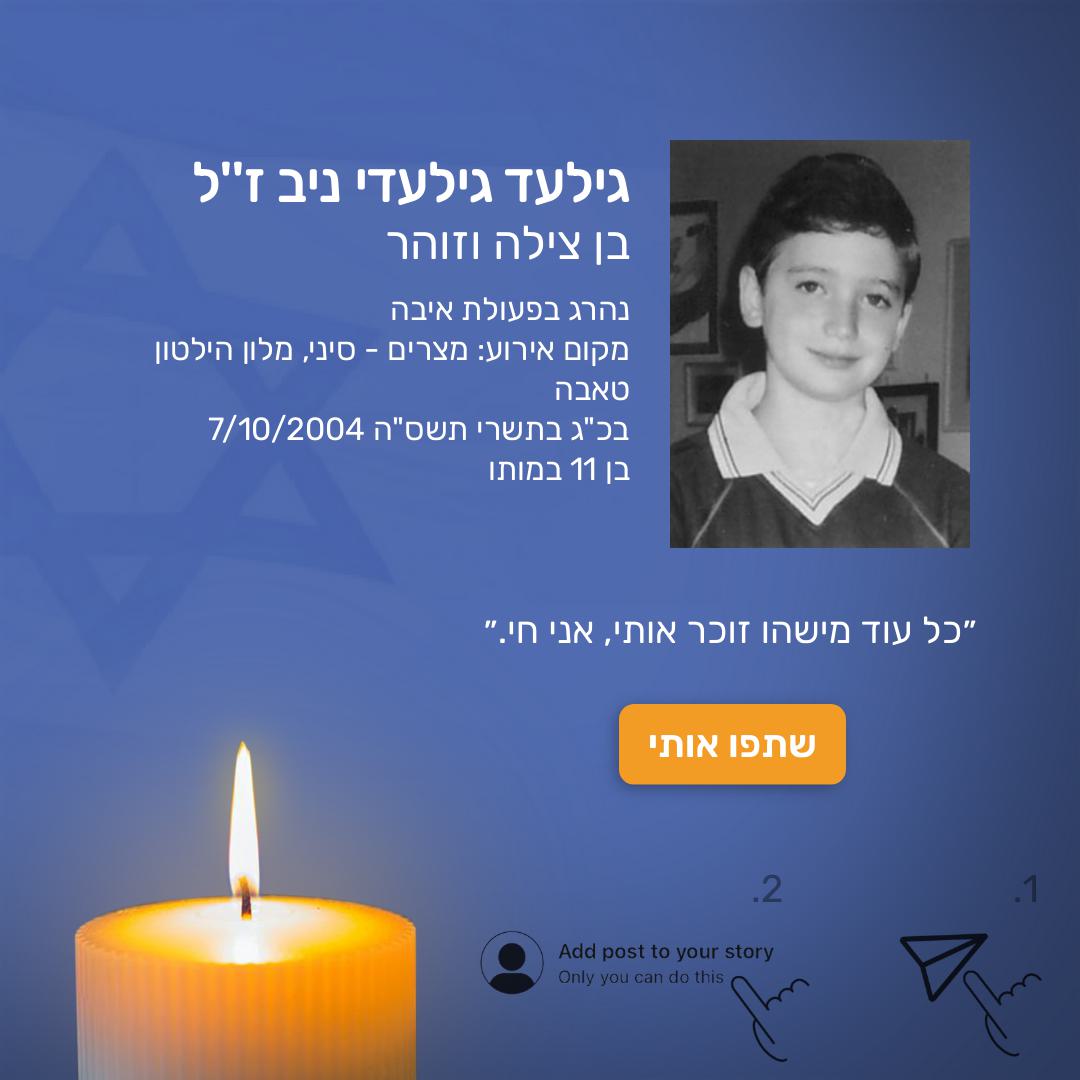 גילעד גילעדי ניב ז''ל
בן צילה וזוהר
נהרג בפעולת איבה
מקום אירוע: מצרים - סיני, מלון הילטון
טאבה
בכ"ג בתשרי תשס"ה 7/10/2004
בן 11 במותו
״כל עוד מישהו זוכר אותי, אני חי.״
שתפו אותי
1.
2.
Add post to your story
Only you can do this